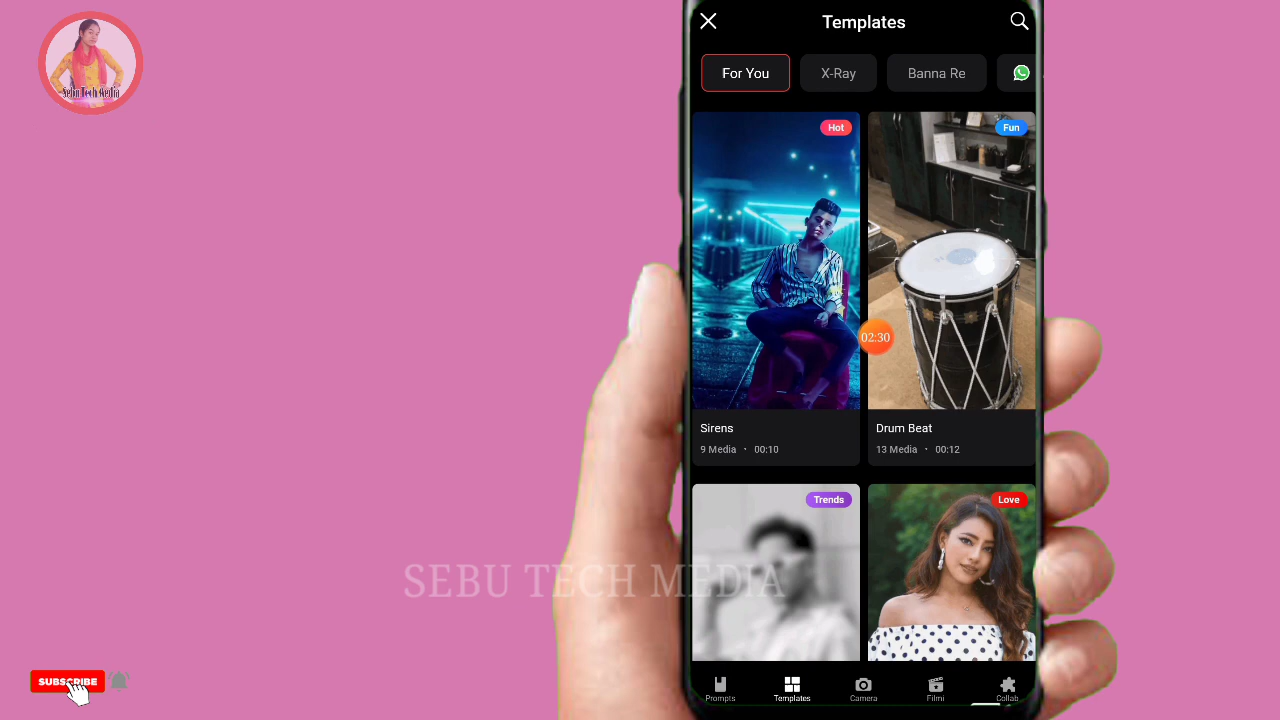 Sebu Tech Media
Templates
For You
X-Ray
Banna Re
Hot
Fun
02:30
Sirens
9 Media • 00:10
Drum Beat
13 Media • 00:12
Trends
Love
SEBU TECH MEDIA
SUBSCRIBE
Prompts
Templates
Camera
Filmi
Collab